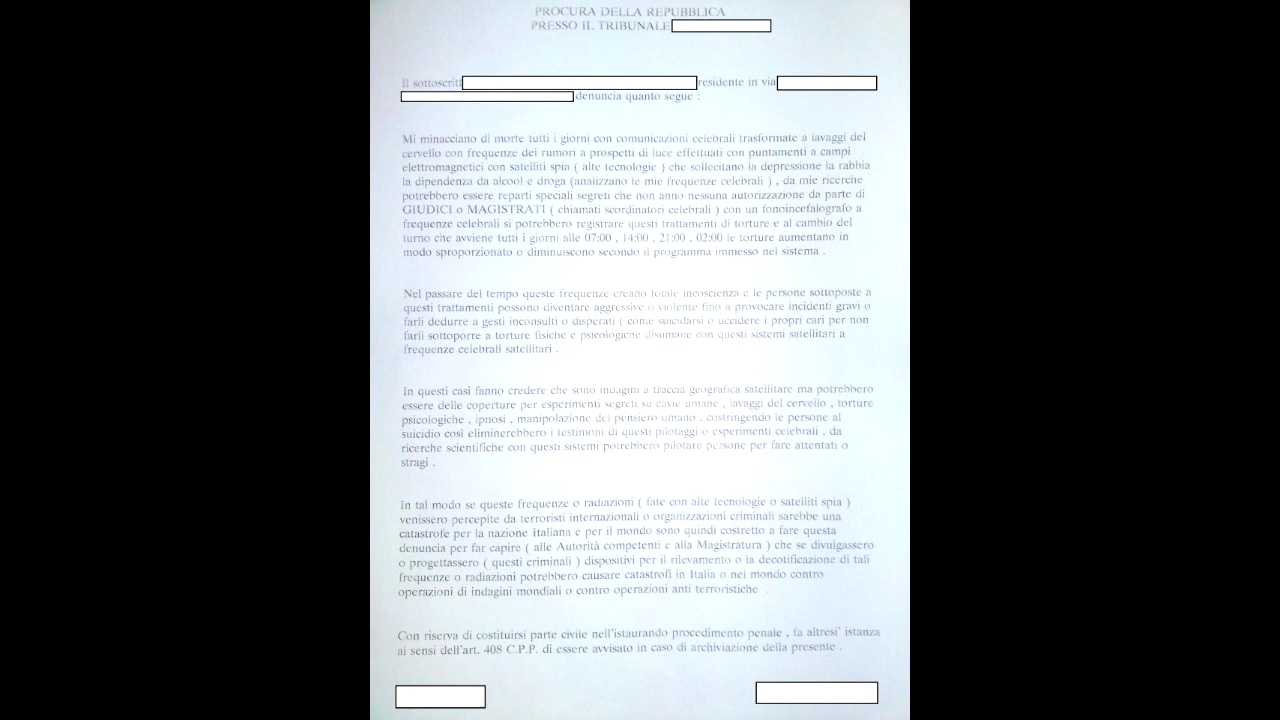 PROCURA DELLA REPUBBLICA
PRESSO IL TRIBUNALE
Il sottoscritt residente in via
denuncia quanto segue :
Mi minacciano di morte tutti i giorni con comunicazioni celebrali trasformate a lavaggi del
cervello con frequenze dei rumori a prospetti di luce effettuati con puntamenti a campi
elettromagnetici con satelliti spia ( alte tecnologie ) che sollecitano la depressione la rabbia
la dipendenza da alcool e droga (analizzano le mie frequenze celebrali ) , da mie ricerche
potrebbero essere reparti speciali segreti che non anno nessuna autorizzazione da parte di
GIUDICI o MAGISTRATI ( chiamati scordinatori celebrali ) con un fonoincefalografo a
frequenze celebrali si potrebbero registrare questi trattamenti di torture e al cambio del
turno che avviene tutti i giorni alle 07:00 , 14:00 , 21:00 , 02:00 le torture aumentano in
modo sproporzionato o diminuiscono secondo il programma immesso nel sistema .
Nel passare del tempo queste frequenze creano totale incoscienza e le persone sottoposte a
questi trattamenti possono diventare aggressive o violente fino a provocare incidenti gravi o
farli dedurre a gesti inconsulti o disperati ( come suicidarsi o uccidere i propri cari per non
farli sottoporre a torture fisiche e psicologiche disumane con questi sistemi satellitari a
frequenze celebrali satellitari .
In questi casi fanno credere che sono indagini a traccia geografica satellitare ma potrebbero
essere delle coperture per esperimenti segreti su cavie umane , lavaggi del cervello , torture
psicologiche , ipnosi , manipolazione del pensiero umano , costringendo le persone al
suicidio così eliminerebbero i testimoni di questi pilotaggi o esperimenti celebrali , da
ricerche scientifiche con questi sistemi potrebbero pilotare persone per fare attentati o
stragi .
In tal modo se queste frequenze o radiazioni ( fate con alte tecnologie o satelliti spia )
venissero percepite da terroristi internazionali o organizzazioni criminali sarebbe una
catastrofe per la nazione Italiana e per il mondo sono quindi costretto a fare questa
denuncia per far capire ( alle Autorità competenti e alla Magistratura ) che se divulgassero
o progettassero ( questi criminali ) dispositivi per il rilevamento o la decotificazione di tali
frequenze o radiazioni potrebbero causare catastrofi in Italia o nel mondo contro
operazioni di indagini mondiali o contro operazioni anti terroristiche .
Con riserva di costituirsi parte civile nell'istaurando procedimento penale , fa altresi' istanza
ai sensi dell'art. 408 C.P.P. di essere avvisato in caso di archiviazione della presente .